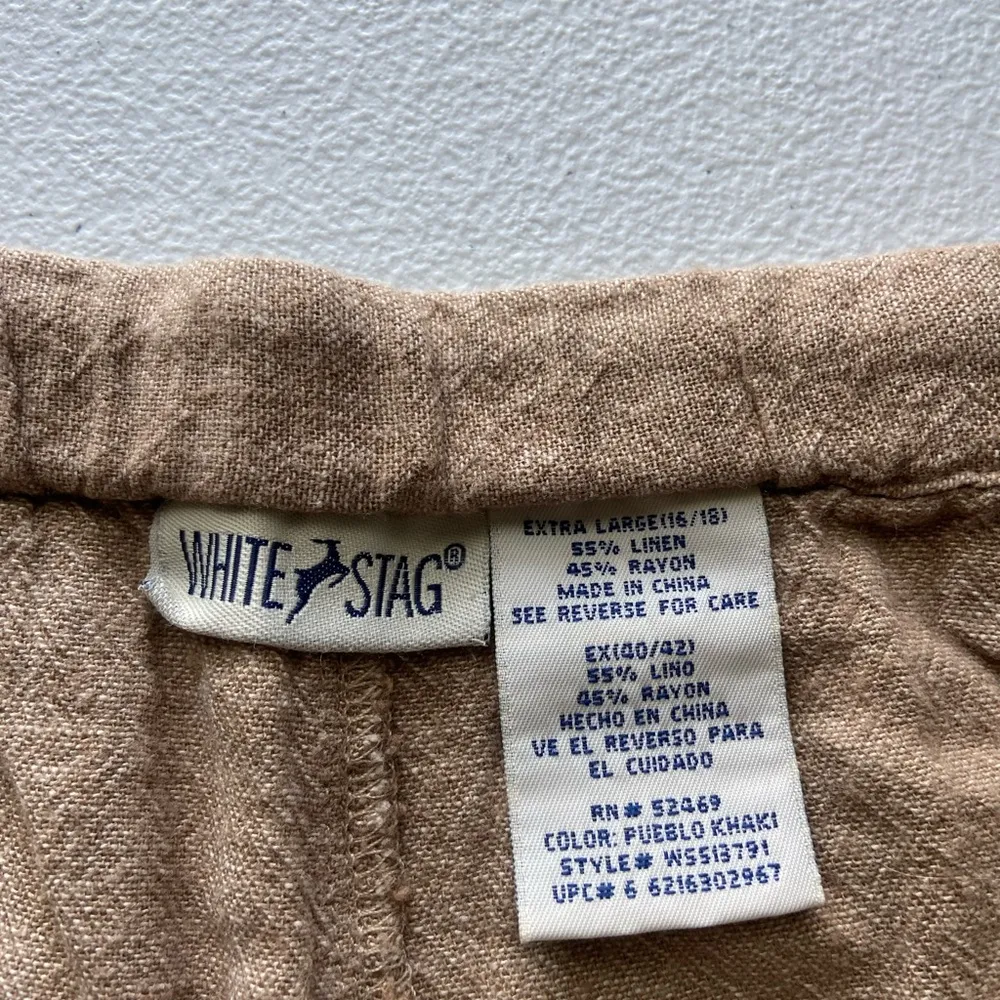 WHITE STAG®
EXTRA LARGE(16/18)
55% LINEN
45% RAYON
MADE IN CHINA
SEE REVERSE FOR CARE
EX(40/42)
55% LINO
45% RAYON
HECHO EN CHINA
VE EL REVERSO PARA
EL CUIDADO
RN# 52469
COLOR: PUEBLO KHAKI
STYLE# WSS13791
UPC# 6 6216302967